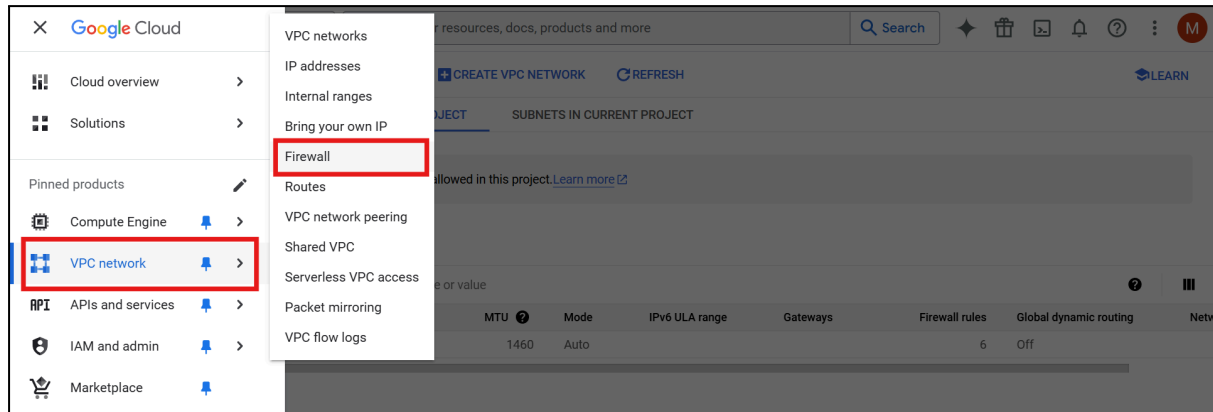 Google Cloud
Cloud overview
Solutions
Pinned products
Compute Engine
VPC network
API APIs and services
IAM and admin
Marketplace
VPC networks
IP addresses
Internal ranges
Bring your own IP
Firewall
Routes
VPC network peering
Shared VPC
Serverless VPC access
Packet mirroring
VPC flow logs
r resources, docs, products and more
Search
M
CREATE VPC NETWORK REFRESH LEARN
OJECT SUBNETS IN CURRENT PROJECT
allowed in this project. Learn more
e or value
MTU Mode IPv6 ULA range Gateways Firewall rules Global dynamic routing Netw
1460 Auto 6 Off